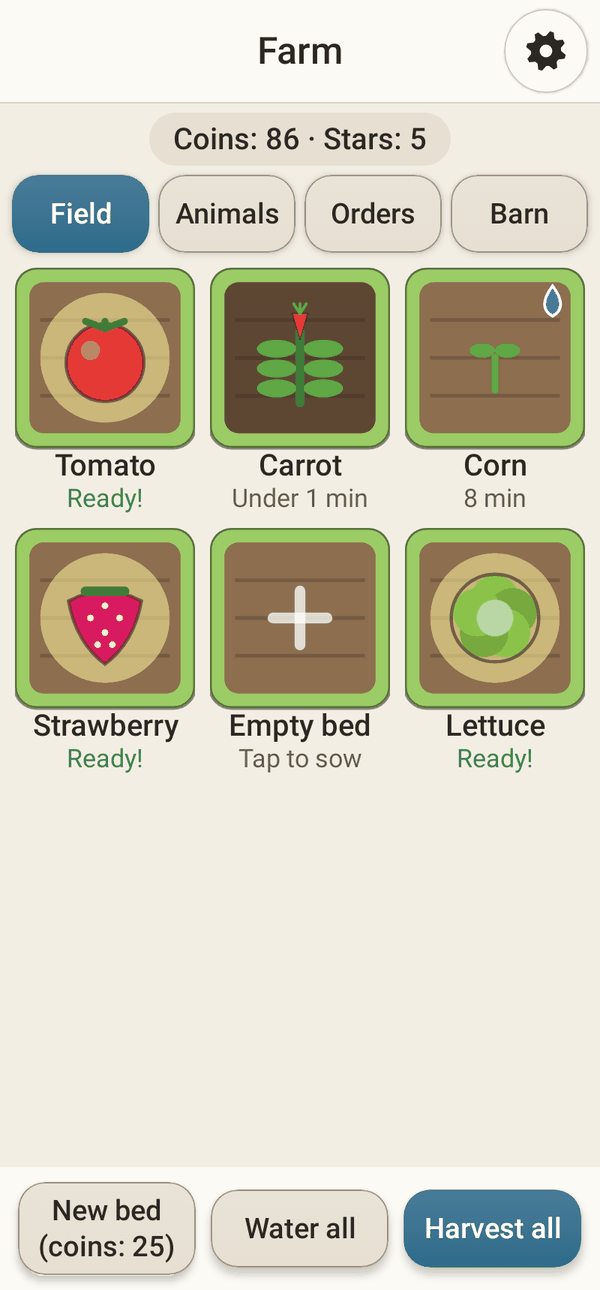 Farm
Coins: 86 · Stars: 5
Field
Animals
Orders
Barn
Tomato
Carrot
Corn
Ready!
Under 1 min
8 min
Strawberry
Empty bed
Lettuce
Ready!
Tap to sow
Ready!
New bed
(coins: 25)
Water all
Harvest all